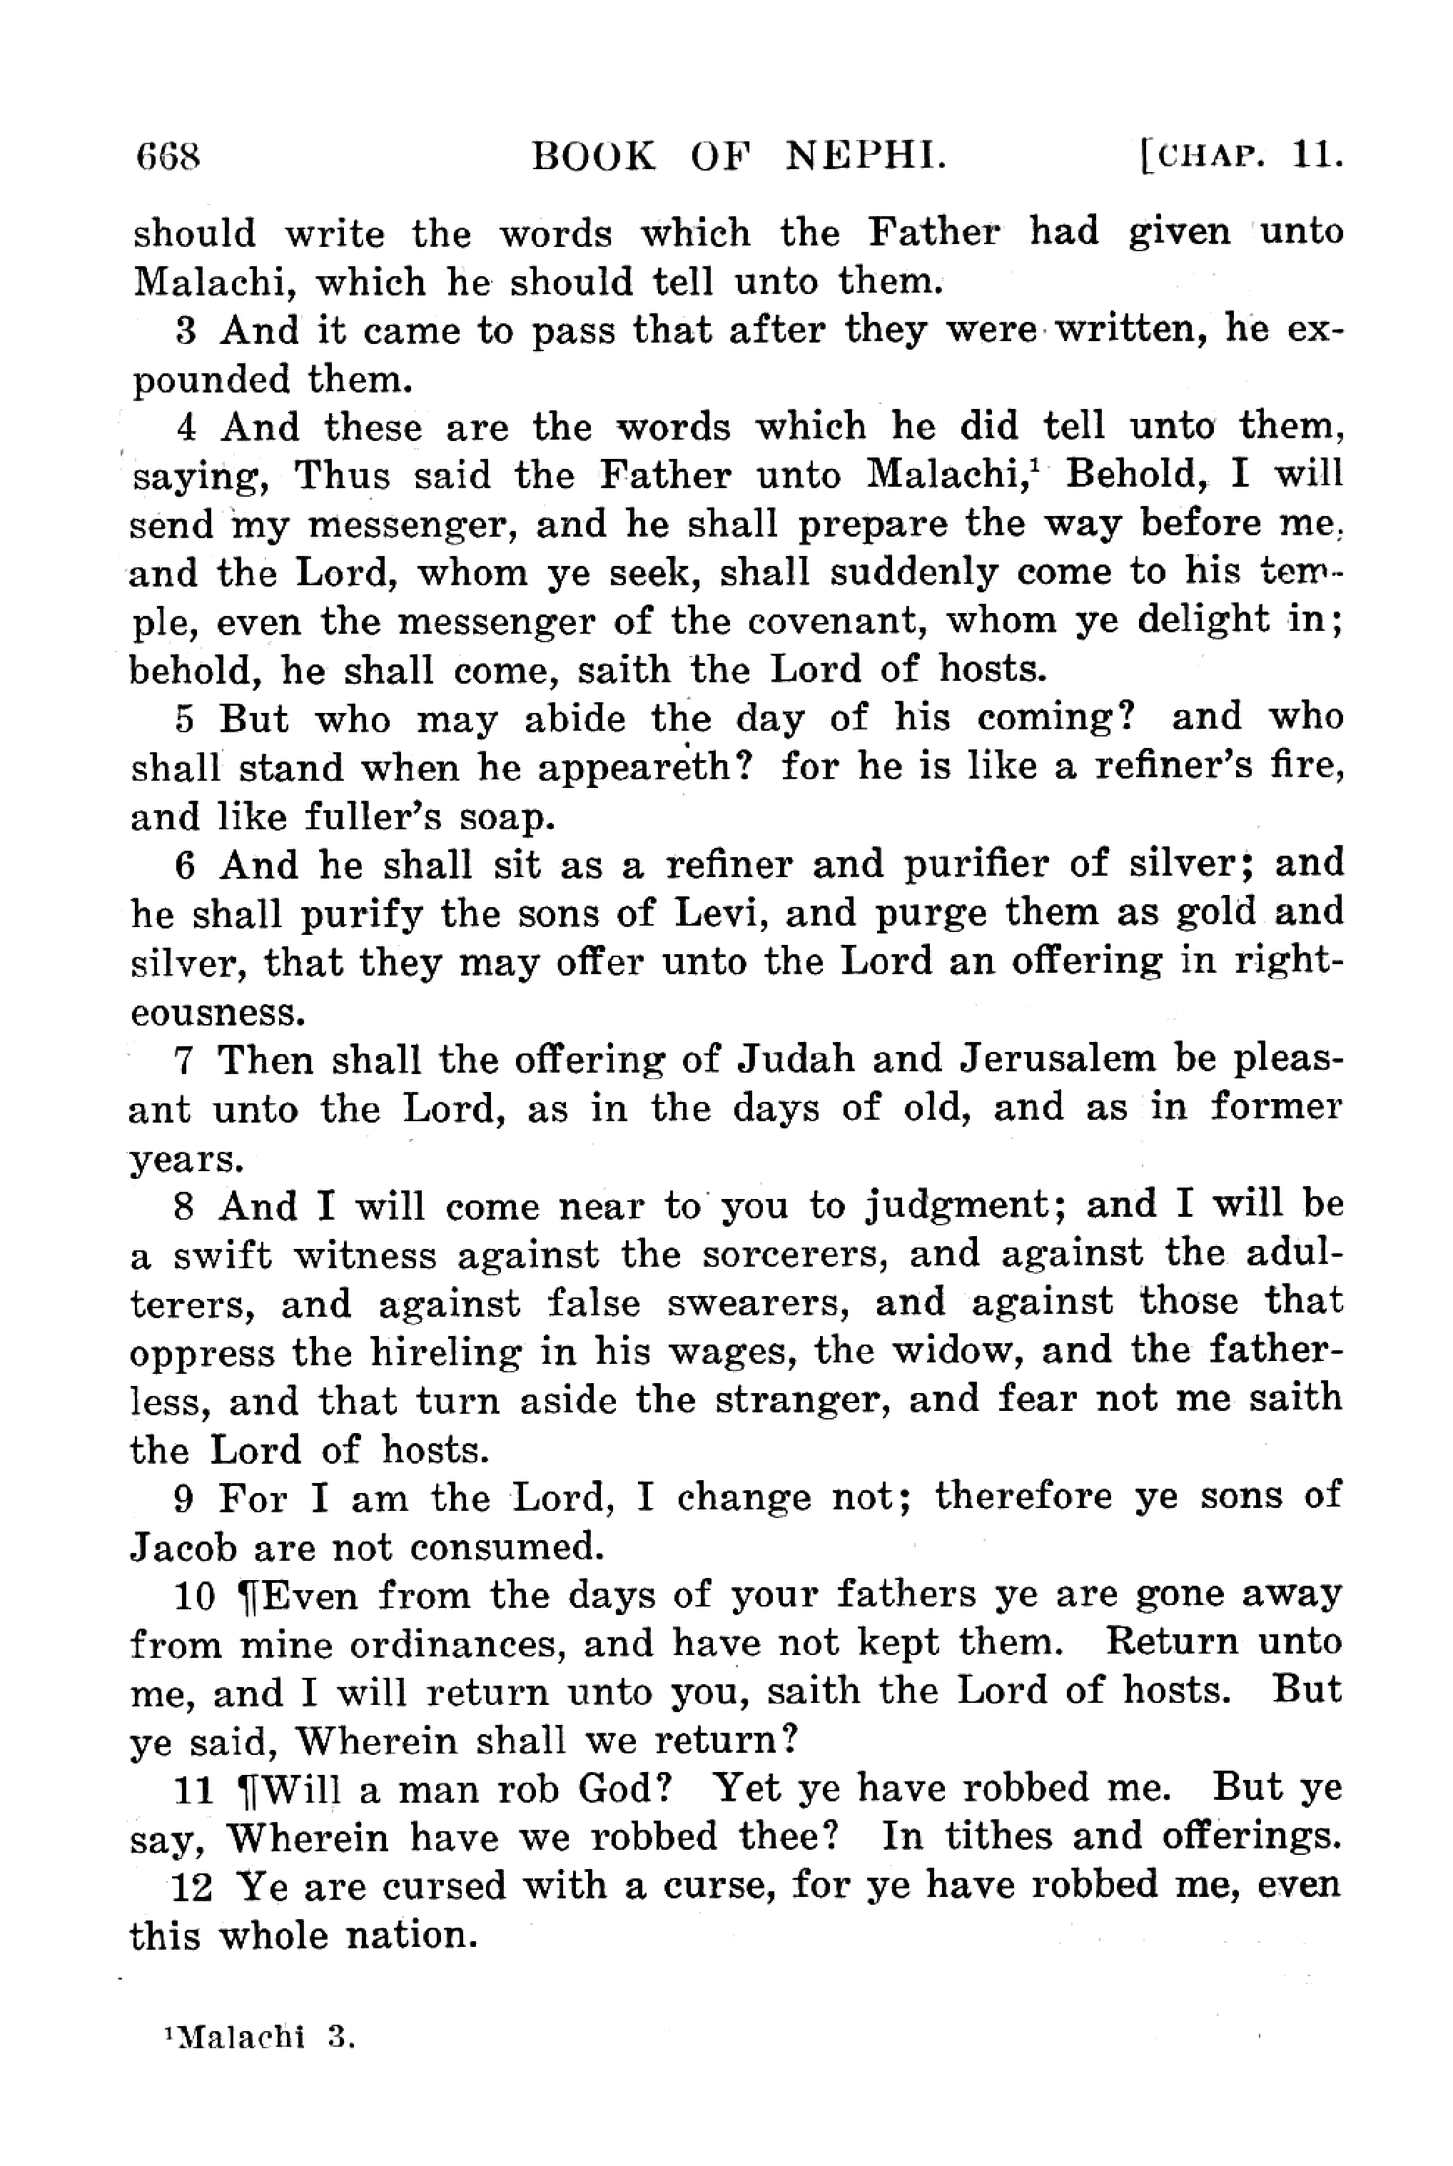 668 BOOK OF NEPHI. [CHAP. 11.
should write the words which the Father had given unto
Malachi, which he should tell unto them.
3 And it came to pass that after they were written, he ex-
pounded them.
4 And these are the words which he did tell unto them,
saying, Thus said the Father unto Malachi,¹ Behold, I will
send my messenger, and he shall prepare the way before me,
and the Lord, whom ye seek, shall suddenly come to his tem-
ple, even the messenger of the covenant, whom ye delight in;
behold, he shall come, saith the Lord of hosts.
5 But who may abide the day of his coming? and who
shall stand when he appeareth? for he is like a refiner's fire,
and like fuller's soap.
6 And he shall sit as a refiner and purifier of silver; and
he shall purify the sons of Levi, and purge them as gold and
silver, that they may offer unto the Lord an offering in right-
eousness.
7 Then shall the offering of Judah and Jerusalem be pleas-
ant unto the Lord, as in the days of old, and as in former
years.
8 And I will come near to you to judgment; and I will be
a swift witness against the sorcerers, and against the adul-
terers, and against false swearers, and against those that
oppress the hireling in his wages, the widow, and the father-
less, and that turn aside the stranger, and fear not me saith
the Lord of hosts.
9 For I am the Lord, I change not; therefore ye sons of
Jacob are not consumed.
10 ¶Even from the days of your fathers ye are gone away
from mine ordinances, and have not kept them. Return unto
me, and I will return unto you, saith the Lord of hosts. But
ye said, Wherein shall we return?
11 ¶Will a man rob God? Yet ye have robbed me. But ye
say, Wherein have we robbed thee? In tithes and offerings.
12 Ye are cursed with a curse, for ye have robbed me, even
this whole nation.
¹Malachi 3.